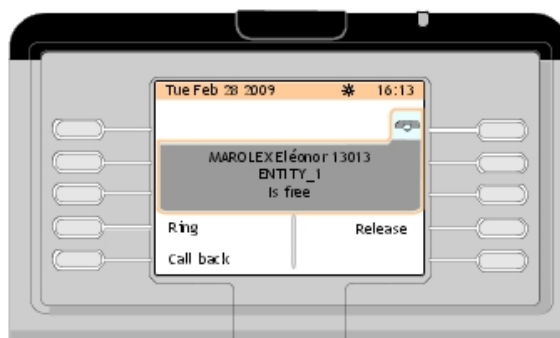 Tue Feb 28 2009 16:13
MAROLEX Eléonor 13013
ENTITY_1
Is free
Ring Release
Call back